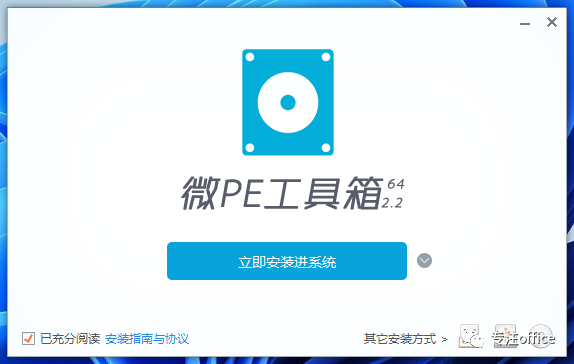 微PE工具箱 64
2.2
立即安装进系统
已充分阅读 安装指南与协议
其它安装方式 >
专注office